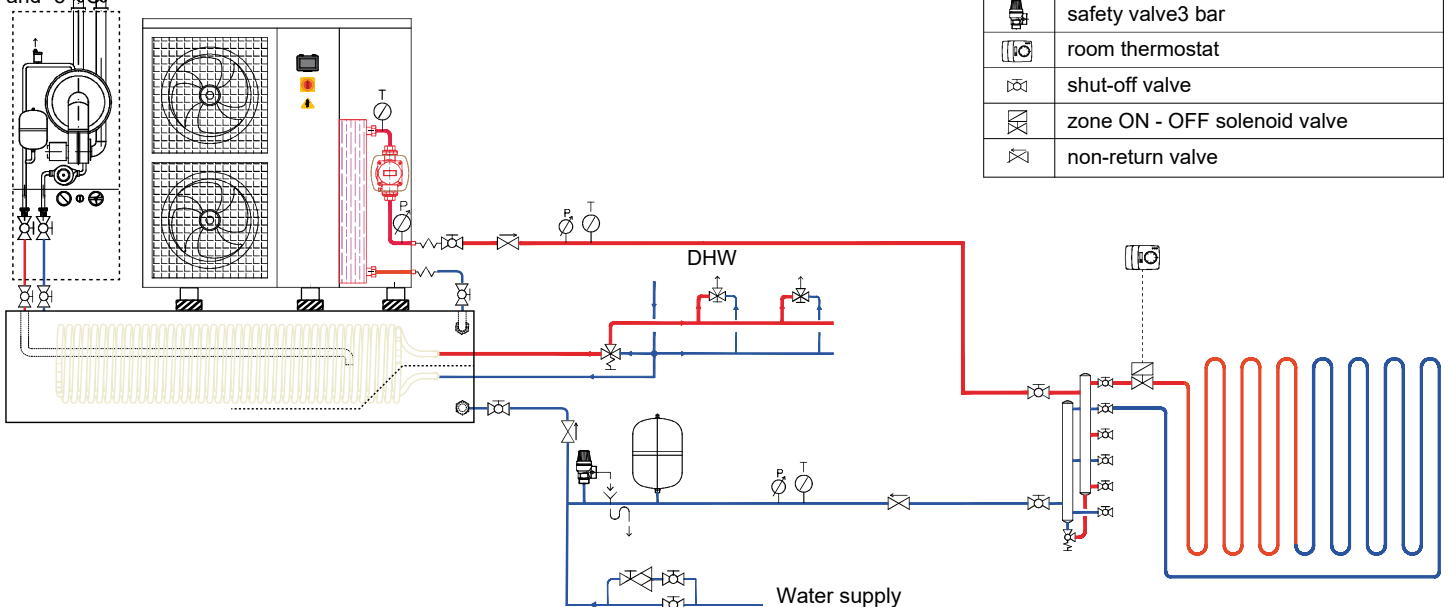 and
safety valve3 bar
room thermostat
shut-off valve
zone ON - OFF solenoid valve
non-return valve
T
P
P
T
DHW
P
T
Water supply